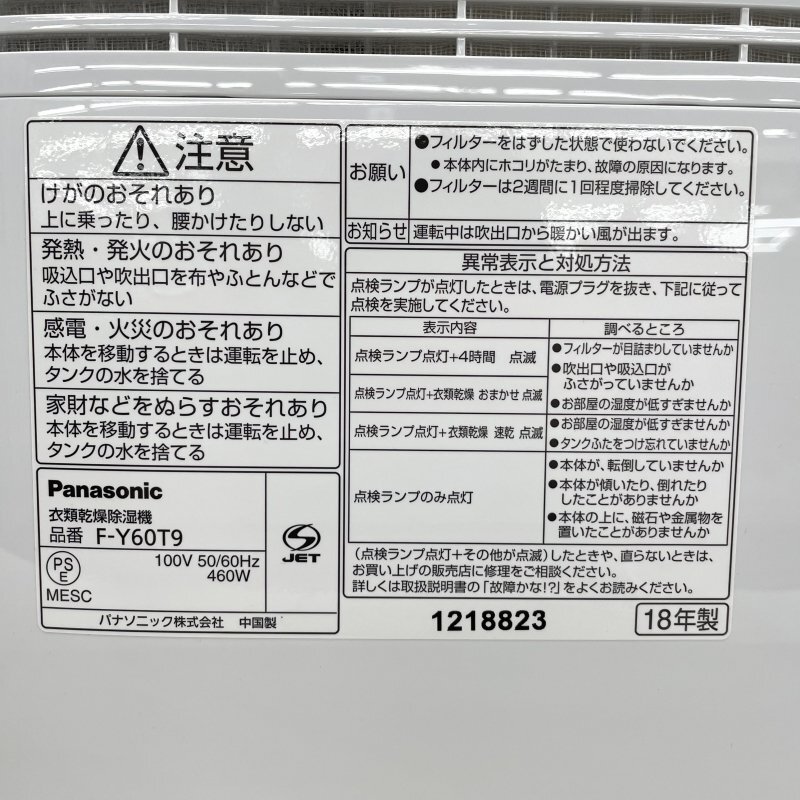 注意
けがのおそれあり
上に乗ったり、腰かけたりしない
発熱・発火のおそれあり
吸込口や吹出口を布やふとんなどで
ふさがない
感電・火災のおそれあり
本体を移動するときは運転を止め、
タンクの水を捨てる
家財などをぬらすおそれあり
本体を移動するときは運転を止め、
タンクの水を捨てる
Panasonic
衣類乾燥除湿機
品番 F-Y60T9
100V 50/60Hz
460W
PS
E
MESC
JET
パナソニック株式会社 中国製
お願い
●フィルターをはずした状態で使わないでください。
●本体内にホコリがたまり、故障の原因になります。
●フィルターは2週間に1回程度掃除してください。
お知らせ 運転中は吹出口から暖かい風が出ます。
異常表示と対処方法
点検ランプが点灯したときは、電源プラグを抜き、下記に従って
点検を実施してください。
表示内容 調べるところ
点検ランプ点灯+4時間 点滅
点検ランプ点灯+衣類乾燥 おまかせ 点滅
●フィルターが目詰まりしていませんか
●吹出口や吸込口が
ふさがっていませんか
●お部屋の温度が低すぎませんか
点検ランプ点灯+衣類乾燥 速乾 点滅
●お部屋の湿度が低すぎませんか
●タンクふたをつけ忘れていませんか
点検ランプのみ点灯
●本体が、転倒していませんか
●本体が傾いたり、倒れたり
したことがありませんか
●本体の上に、磁石や金属物を
置いたことがありませんか
(点検ランプ点灯+その他が点滅)したときや、直らないときは、
お買い上げの販売店に修理をご相談ください。
詳しくは取扱説明書の「故障かな!?」をよくお読みください。
1218823
18年製